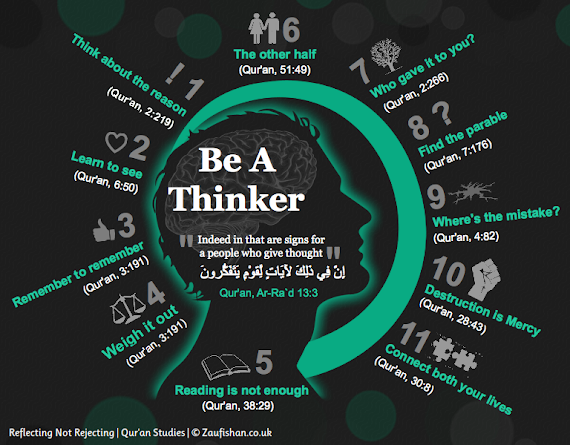 Be A
Thinker
"Indeed in that are signs for
a people who give thought"
إِنَّ فِي ذَٰلِكَ لَآيَاتٍ لِّقَوْمٍ يَتَفَكَّرُونَ
Qur'an, Ar-Ra`d 13:3
! 1
Think about the reason
(Qur'an, 2:219)
2
Learn to see
(Qur'an, 6:50)
3
Remember to remember
(Qur'an, 3:191)
4
Weigh it out
(Qur'an, 3:191)
5
Reading is not enough
(Qur'an, 38:29)
6
The other half
(Qur'an, 51:49)
7
Who gave it to you?
(Qur'an, 2:266)
8 ?
Find the parable
(Qur'an, 7:176)
9
Where's the mistake?
(Qur'an, 4:82)
10
Destruction is Mercy
(Qur'an, 28:43)
11
Connect both your lives
(Qur'an, 30:8)
Reflecting Not Rejecting | Qur'an Studies | © Zaufishan.co.uk